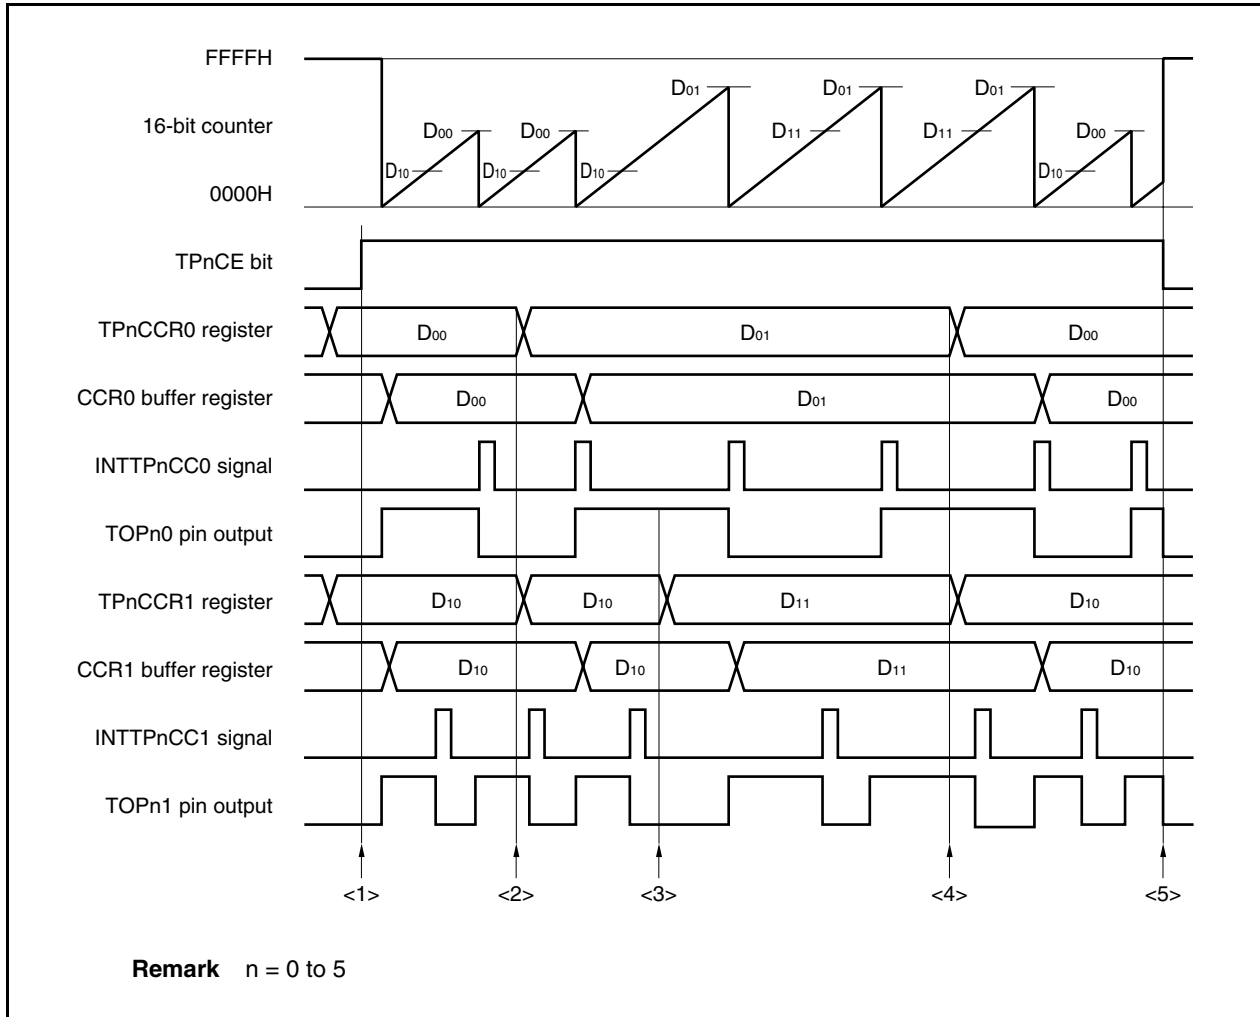 FFFFH
D01 D01 D01
16-bit counter
D00 D00 D11 D11 D00
D10 D10 D10 D10
0000H
TPnCE bit
TPnCCR0 register D00 D01 D00
CCR0 buffer register D00 D01 D00
INTTPnCC0 signal
TOPn0 pin output
TPnCCR1 register D10 D10 D11 D10
CCR1 buffer register D10 D10 D11 D10
INTTPnCC1 signal
TOPn1 pin output
<1> <2> <3> <4> <5>
Remark n = 0 to 5